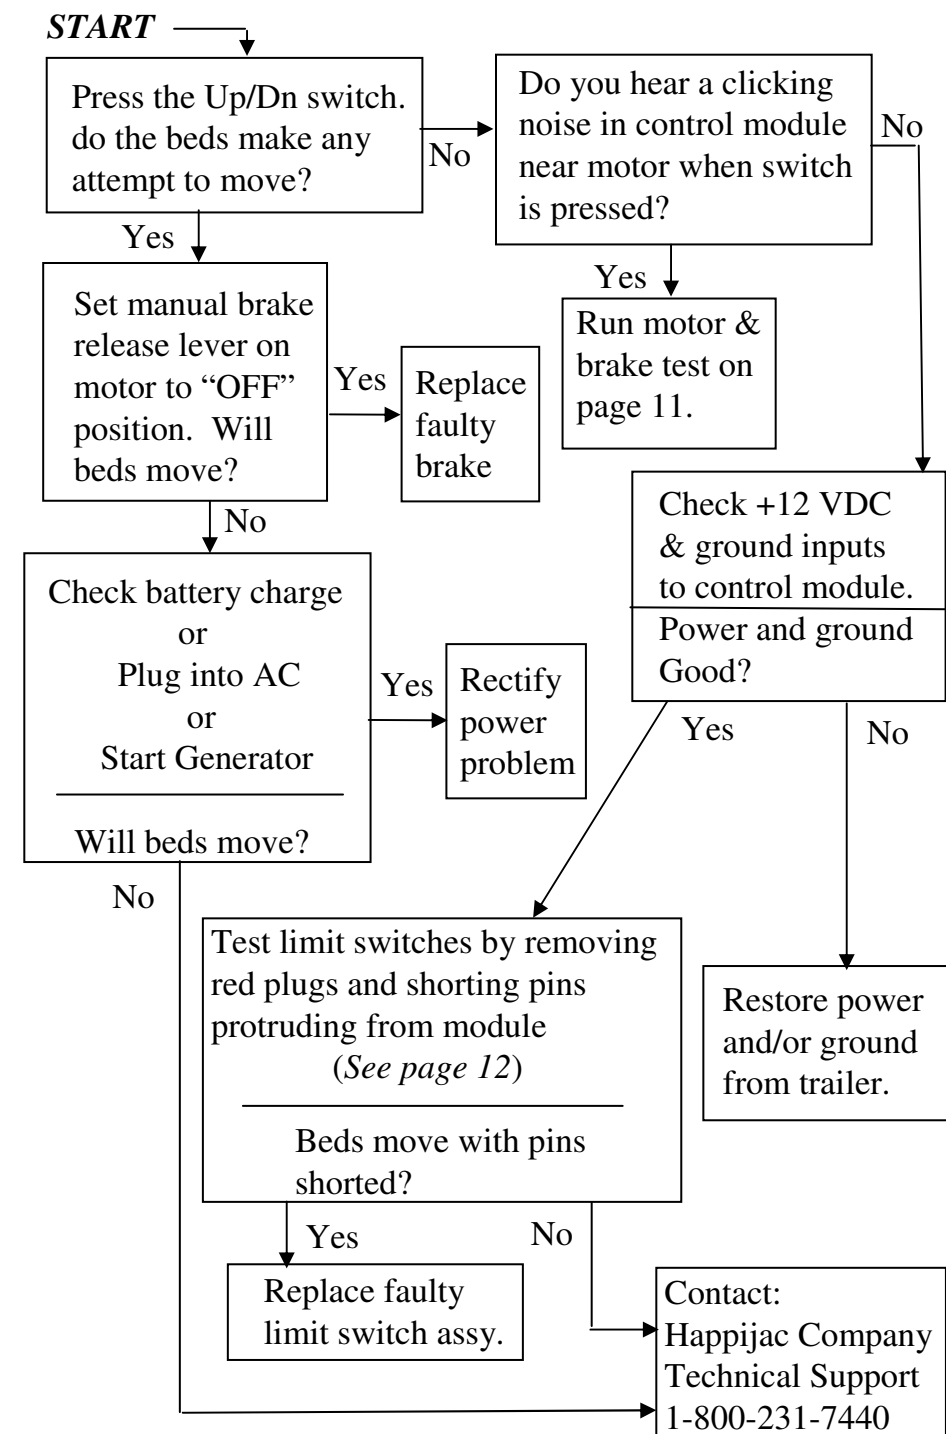 START
Press the Up/Dn switch.
do the beds make any
attempt to move?
No
Do you hear a clicking
noise in control module
near motor when switch
is pressed?
No
Yes
Yes
Set manual brake
release lever on
motor to “OFF”
position.  Will
beds move?
Yes
Replace
faulty
brake
Run motor &
brake test on
page 11.
No
Check +12 VDC
& ground inputs
to control module.
Power and ground
Good?
Check battery charge
or
Plug into AC
or
Start Generator
Will beds move?
Yes
Rectify
power
problem
Yes
No
No
Test limit switches by removing
red plugs and shorting pins
protruding from module
(See page 12)
Beds move with pins
shorted?
Restore power
and/or ground
from trailer.
Yes
No
Replace faulty
limit switch assy.
Contact:
Happijac Company
Technical Support
1-800-231-7440